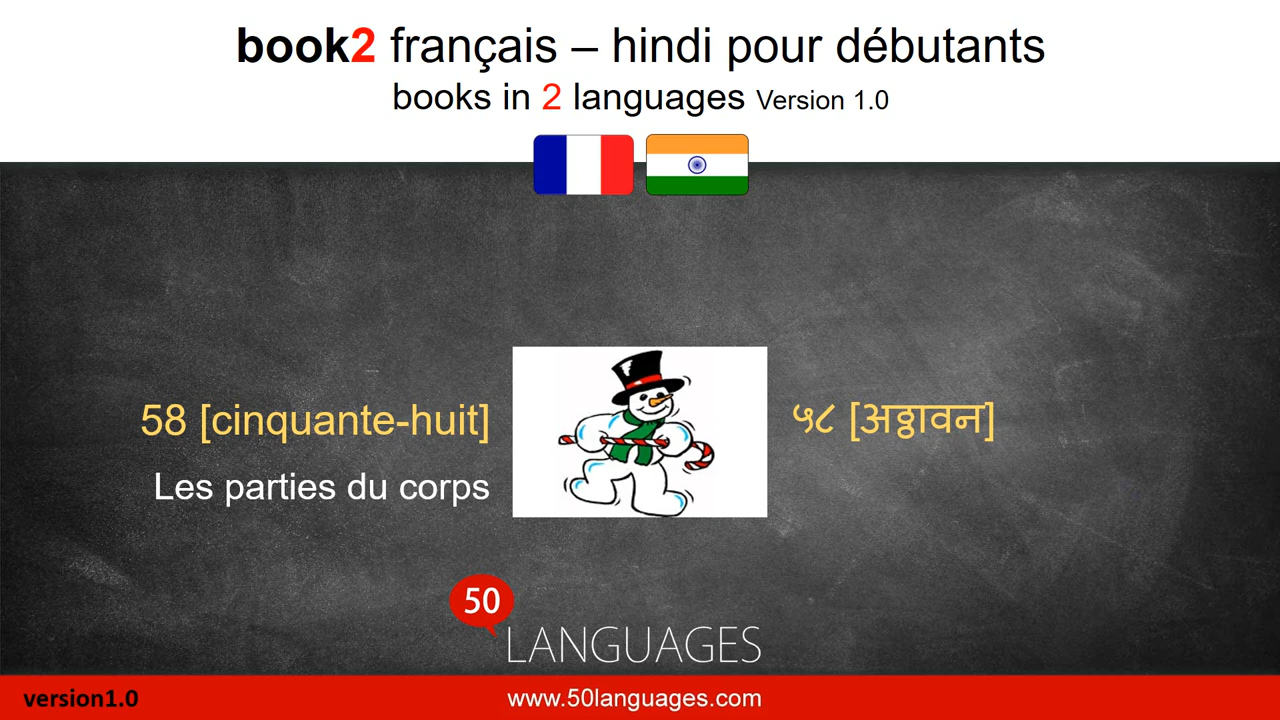 book2 français – hindi pour débutants
books in 2 languages Version 1.0
58 [cinquante-huit]
Les parties du corps
५८ [अठ्ठावन]
50
LANGUAGES
version1.0
www.50languages.com